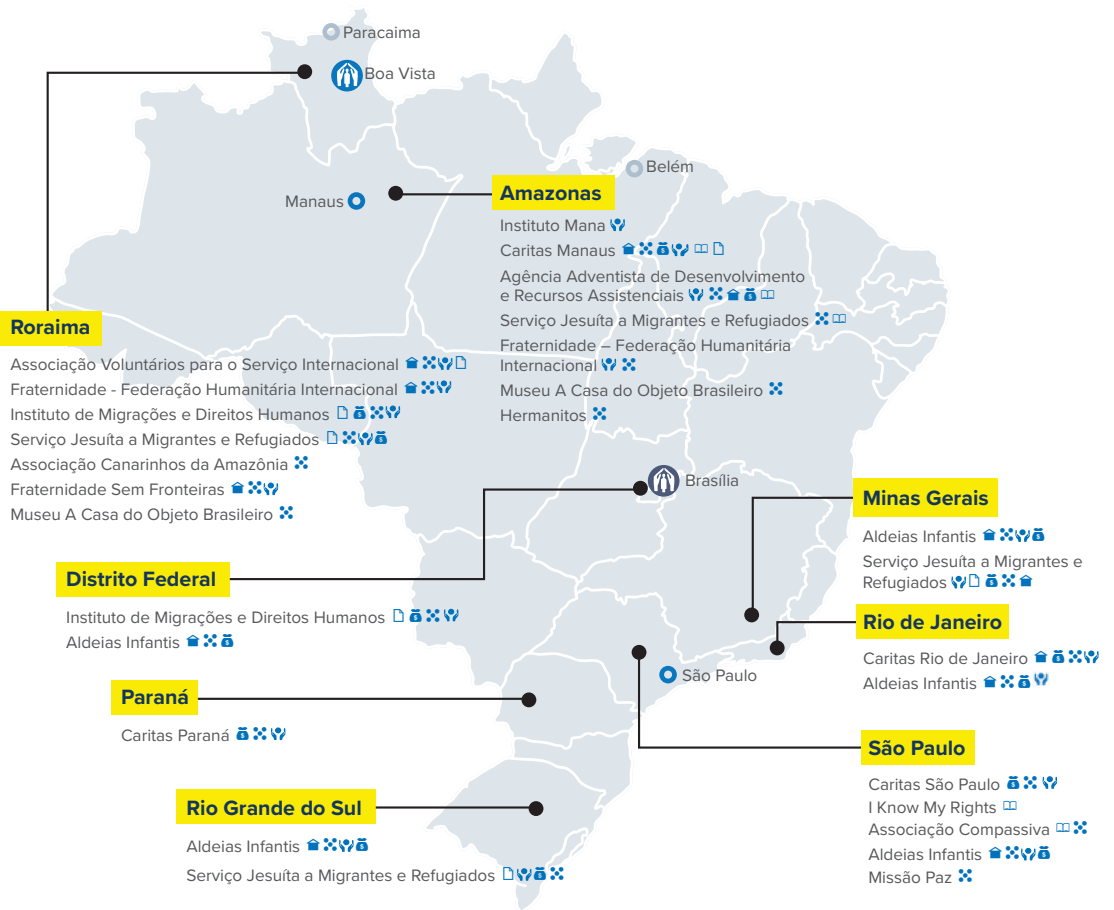 Paracaima
Boa Vista
Belém
Manaus
Amazonas
Instituto Mana
Caritas Manaus
Agência Adventista de Desenvolvimento
e Recursos Assistenciais
Serviço Jesuíta a Migrantes e Refugiados
Fraternidade – Federação Humanitária
Internacional
Museu A Casa do Objeto Brasileiro
Hermanitos
Roraima
Associação Voluntários para o Serviço Internacional
Fraternidade - Federação Humanitária Internacional
Instituto de Migrações e Direitos Humanos
Serviço Jesuíta a Migrantes e Refugiados
Associação Canarinhos da Amazônia
Fraternidade Sem Fronteiras
Museu A Casa do Objeto Brasileiro
Brasília
Minas Gerais
Aldeias Infantis
Serviço Jesuíta a Migrantes e
Refugiados
Distrito Federal
Instituto de Migrações e Direitos Humanos
Aldeias Infantis
Rio de Janeiro
Caritas Rio de Janeiro
Aldeias Infantis
São Paulo
Paraná
Caritas Paraná
São Paulo
Caritas São Paulo
I Know My Rights
Associação Compassiva
Aldeias Infantis
Missão Paz
Rio Grande do Sul
Aldeias Infantis
Serviço Jesuíta a Migrantes e Refugiados